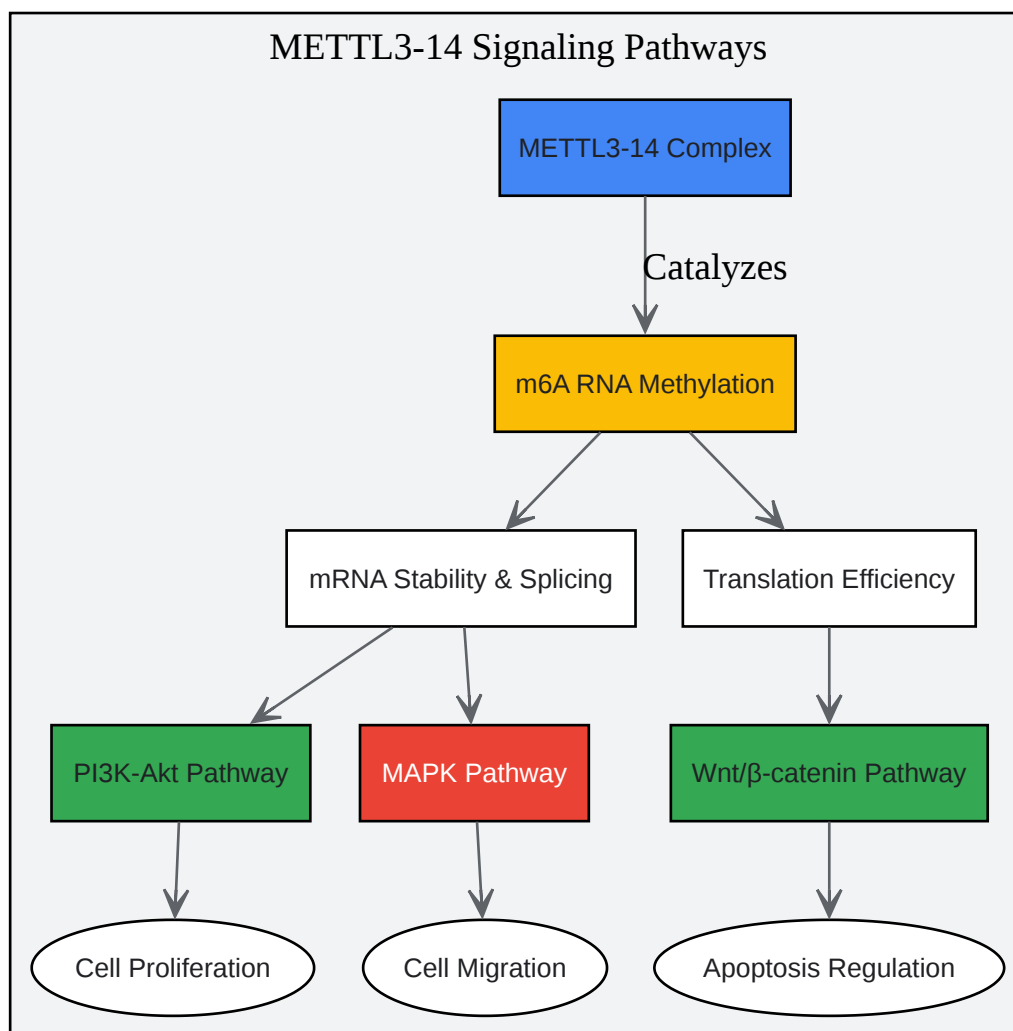 METTL3-14 Signaling Pathways
METTL3-14 Complex
Catalyzes
m6A RNA Methylation
mRNA Stability & Splicing
Translation Efficiency
PI3K-Akt Pathway
MAPK Pathway
Wnt/β-catenin Pathway
Cell Proliferation
Cell Migration
Apoptosis Regulation